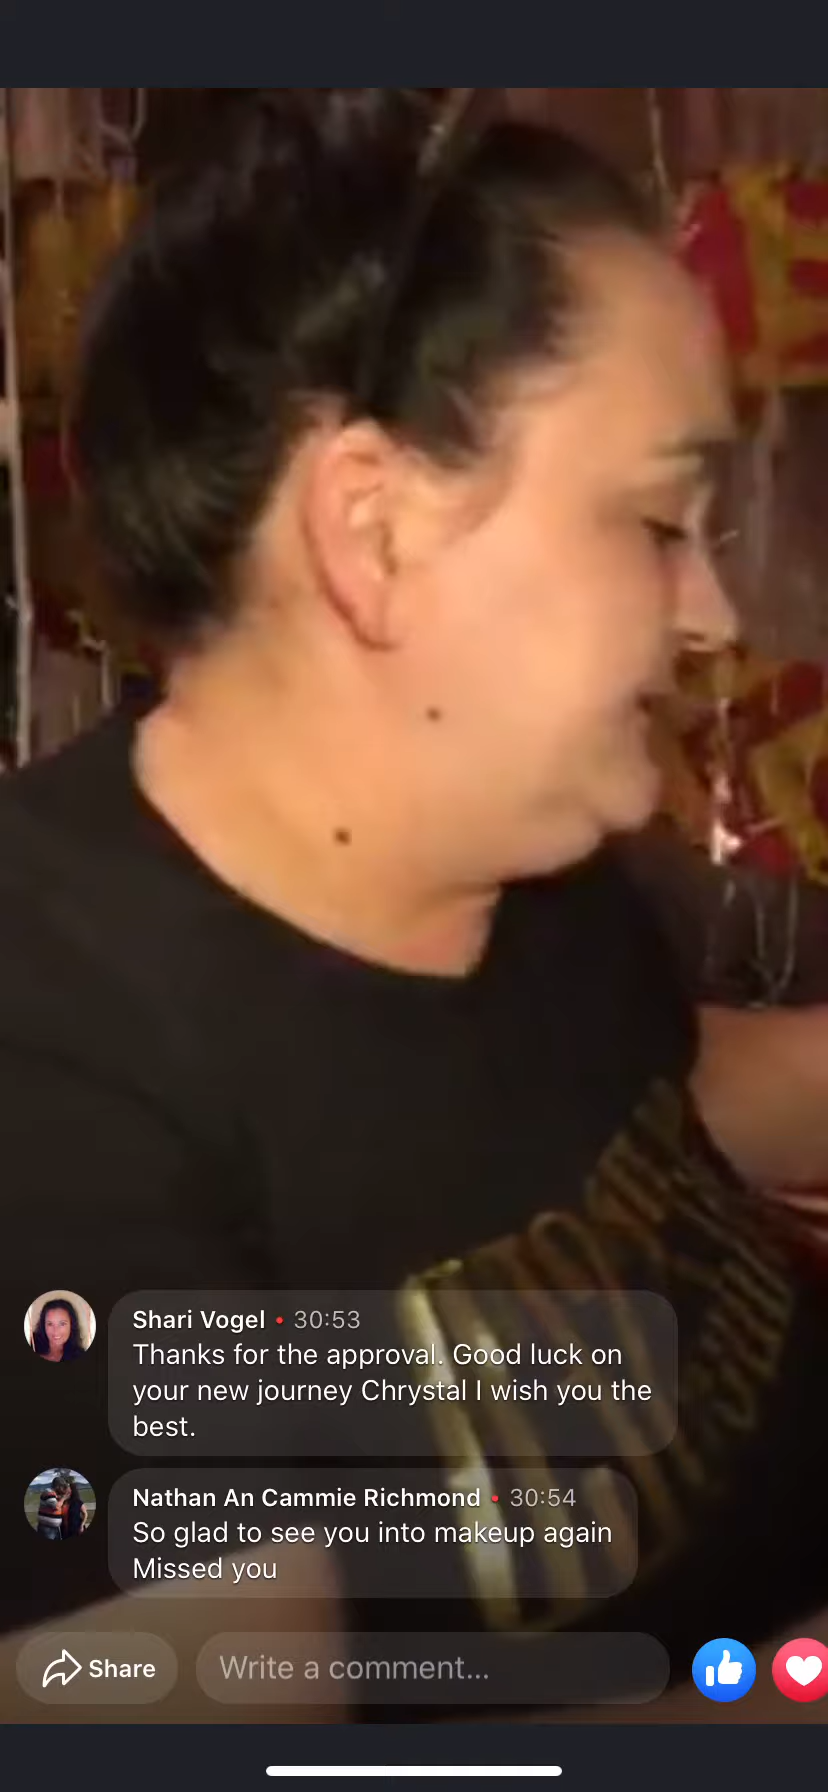 Shari Vogel • 30:53
Thanks for the approval. Good luck on
your new journey Chrystal I wish you the
best.
Nathan An Cammie Richmond • 30:54
So glad to see you into makeup again
Missed you
Share
Write a comment...